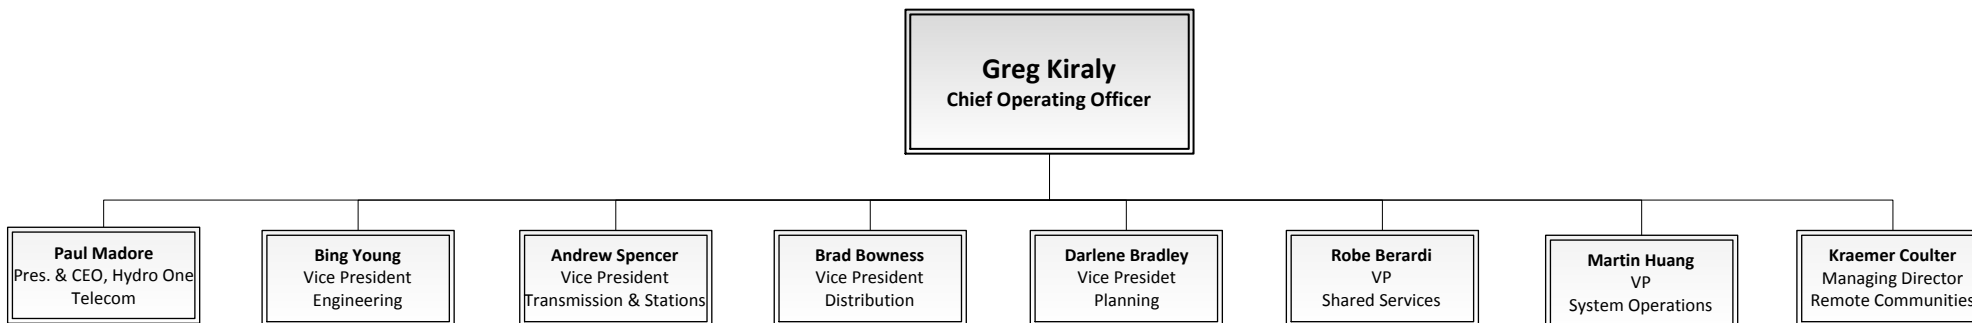 Greg Kiraly
Chief Operating Officer
Paul Madore
Pres. & CEO, Hydro One
Telecom
Bing Young
Vice President
Engineering
Andrew Spencer
Vice President
Transmission & Stations
Brad Bowness
Vice President
Distribution
Darlene Bradley
Vice Presidet
Planning
Robe Berardi
VP
Shared Services
Martin Huang
VP
System Operations
Kraemer Coulter
Managing Director
Remote Communities